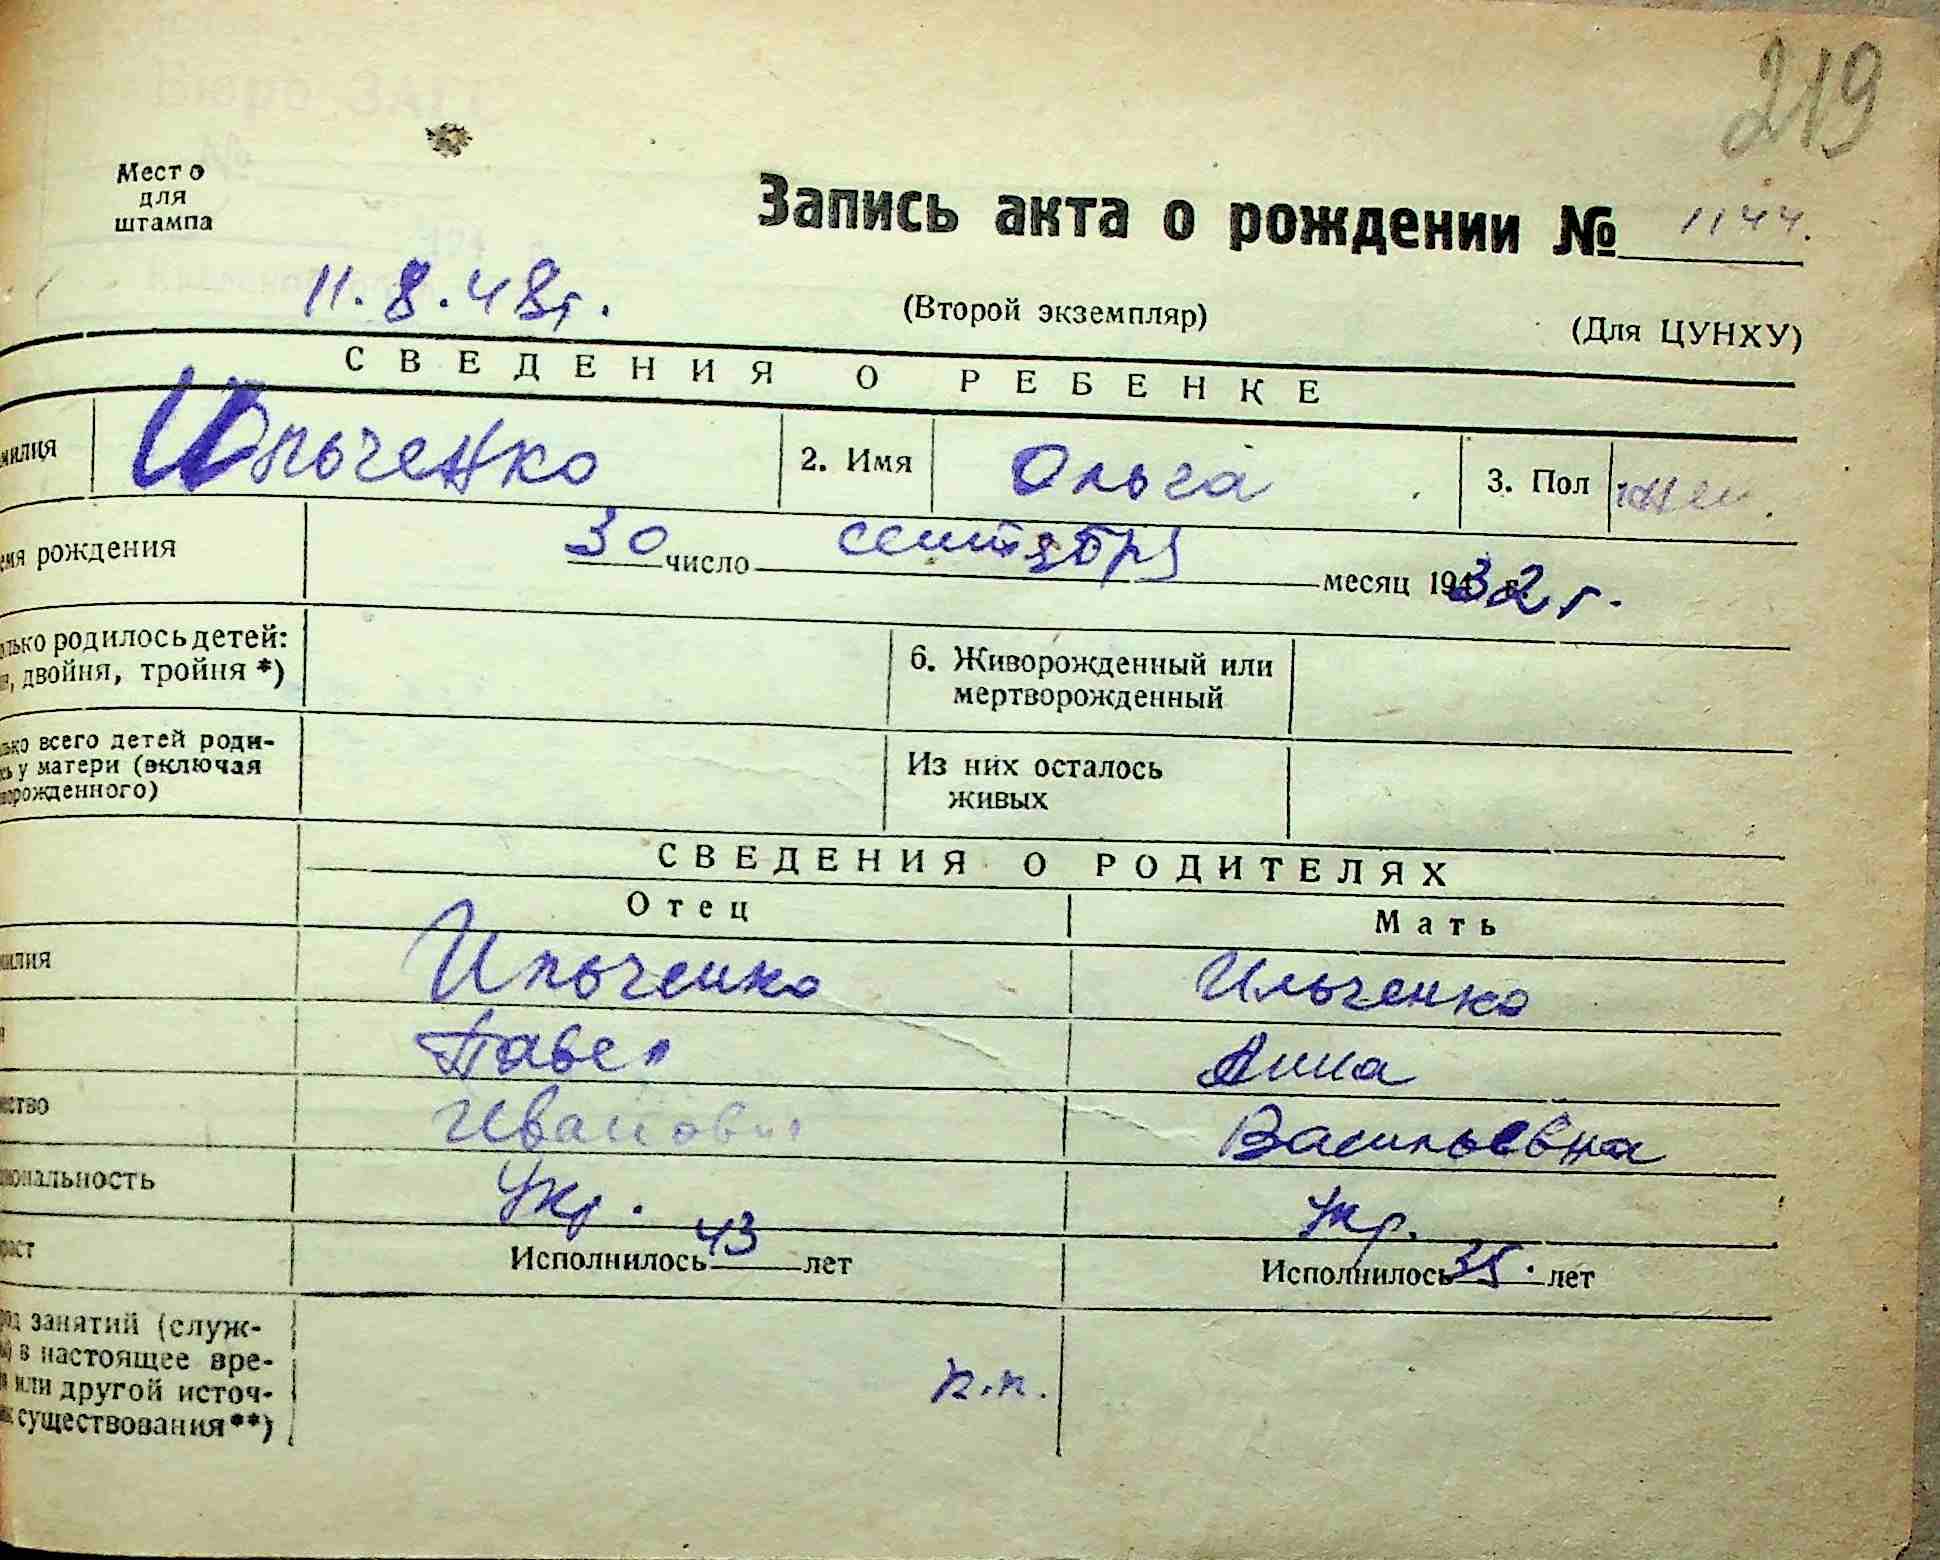 219
Место
для
штампа
Запись акта о рождении № 1144.
11.8.48г.
(Второй экземпляр) (Для ЦУНХУ)
СВЕДЕНИЯ О РЕБЕНКЕ
милия Ильченко 2. Имя Ольга 3. Пол жен.
емя рождения 30 число сентября месяц 1932 г.
олько родилось детей:
, двойня, тройня *)
6. Живорожденный или
мертворожденный
лько всего детей роди-
сь у матери (включая
ворожденного)
Из них осталось
живых
СВЕДЕНИЯ О РОДИТЕЛЯХ
Отец Мать
милия Ильченко Ильченко
Павел Анна
ество Иванович Васильевна
иональность Укр. Укр.
раст Исполнилось 43 лет Исполнилось 35. лет
од занятий (служ-
в настоящее вре-
или другой источ-
ик существования**)
п.п.